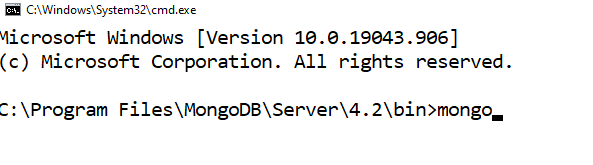 C:\Windows\System32\cmd.exe
Microsoft Windows [Version 10.0.19043.906]
(c) Microsoft Corporation. All rights reserved.
C:\Program Files\MongoDB\Server\4.2\bin>mongo